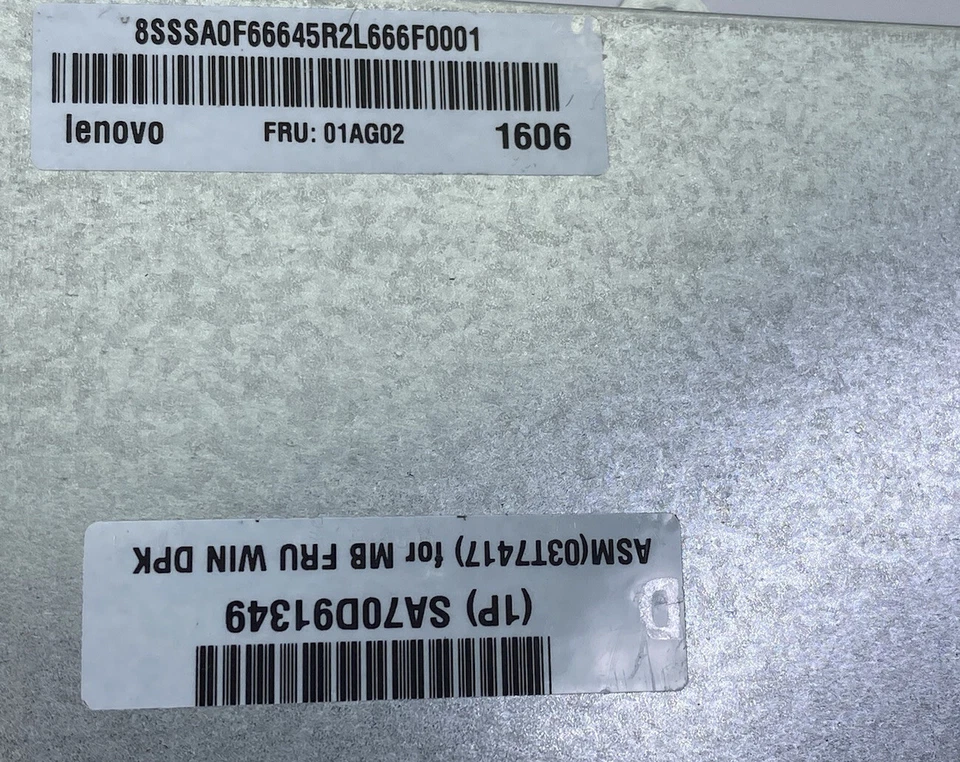 8SSSA0F66645R2L666F0001
lenovo FRU: 01AG02 1606
ASM(03T7417) for MB FRU WIN DPK
(1P) SA70D91349